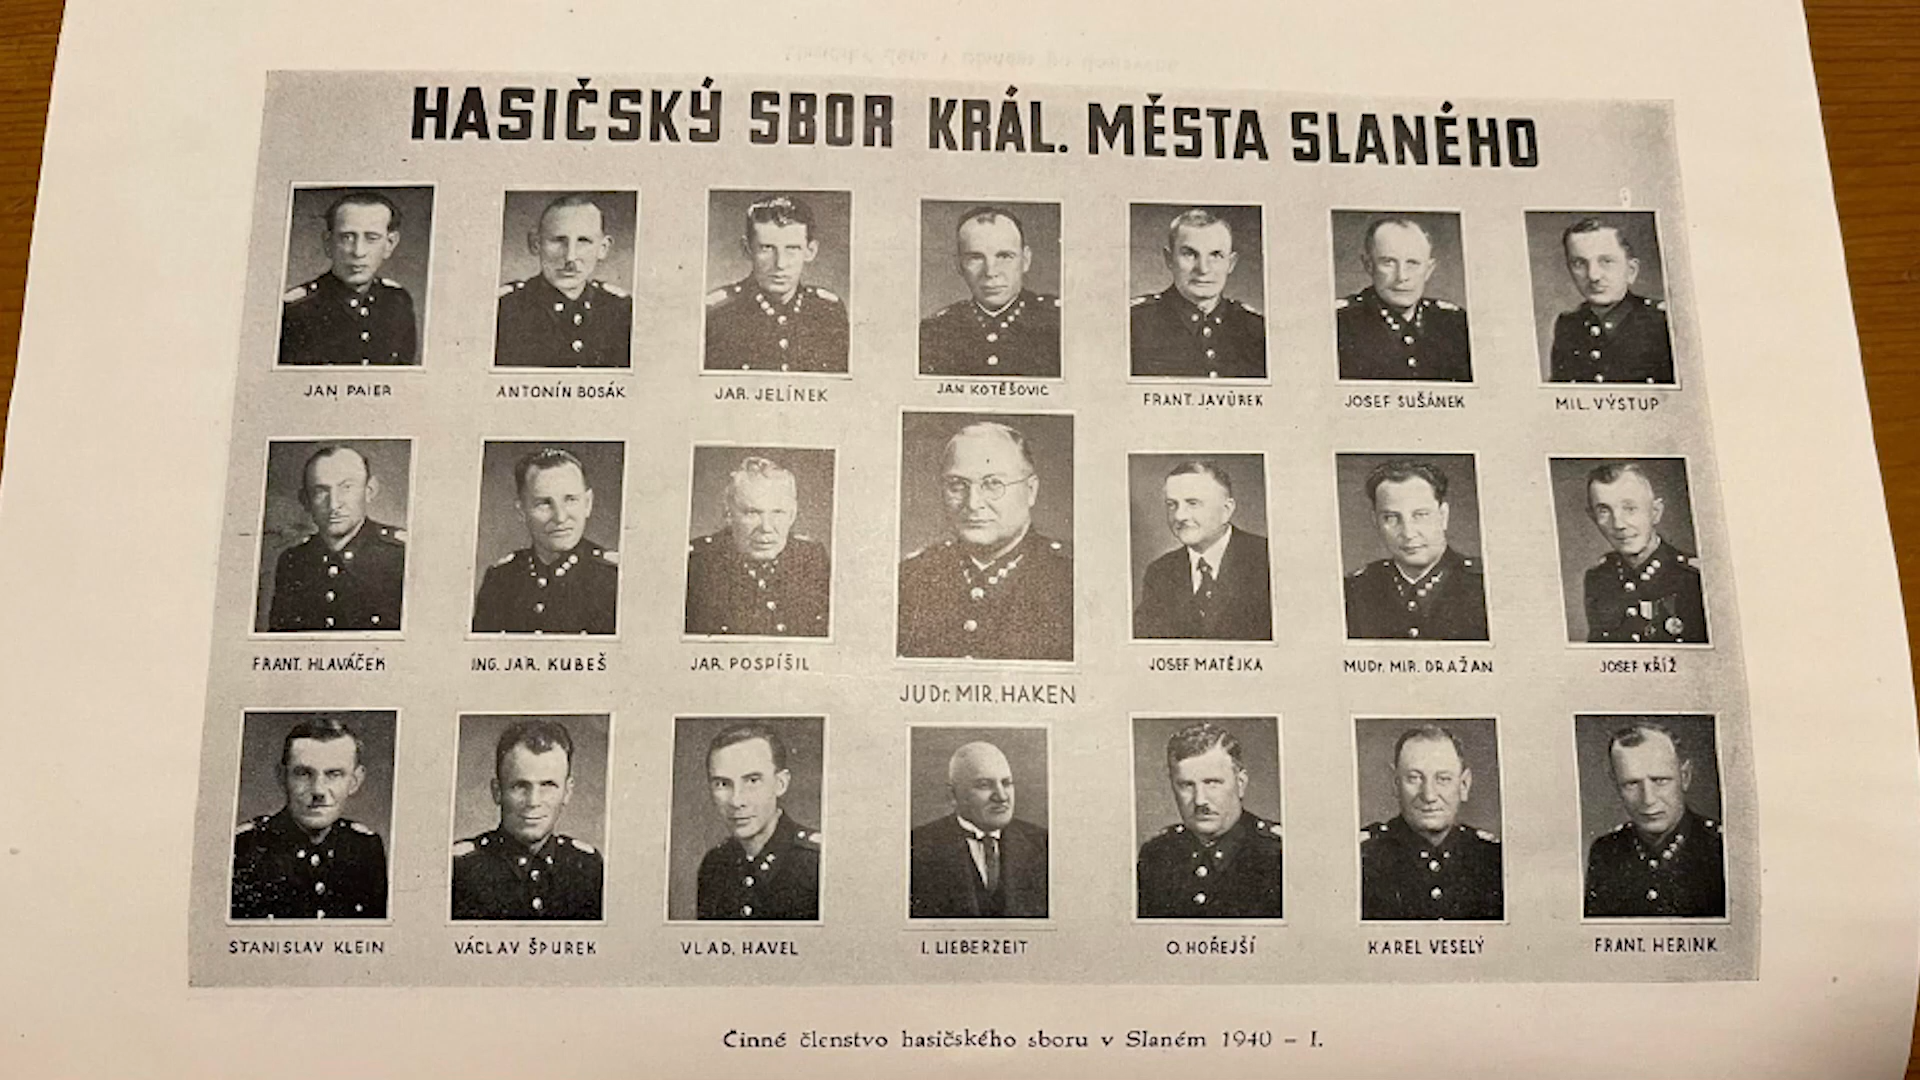 HASIČSKÝ SBOR KRÁL. MĚSTA SLANÉHO
JAN PAIER
ANTONÍN BOSÁK
JAR. JELÍNEK
JAN KOTĚŠOVIC
FRANT. JAVŮREK
JOSEF SUŠÁNEK
MIL. VÝSTUP
FRANT. HLAVÁČEK
ING. JAR. KUBEŠ
JAR. POSPÍŠIL
JUDr. MIR. HAKEN
JOSEF MATĚJKA
MUDr. MIR. DRAŽAN
JOSEF KŘÍŽ
STANISLAV KLEIN
VÁCLAV ŠPUREK
VLAD. HAVEL
I. LIEBERZEIT
O. HOŘEJŠÍ
KAREL VESELÝ
FRANT. HERINK
Činné členstvo hasičského sboru v Slaném 1940 – I.